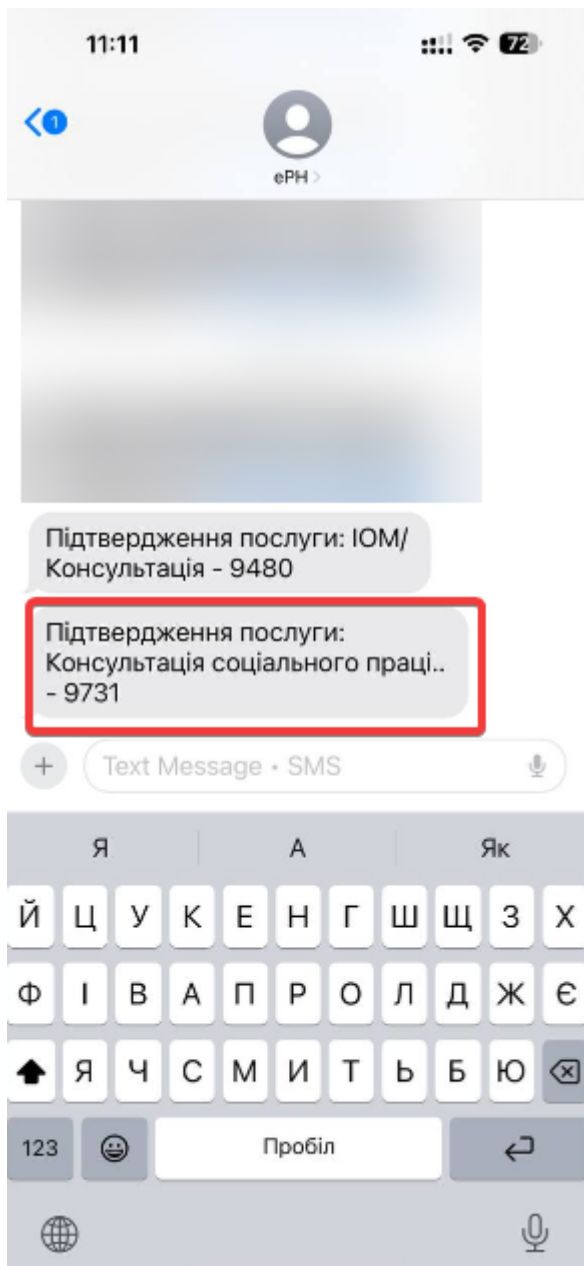 11:11
72
1
ePH
Підтвердження послуги: ІОМ/
Консультація - 9480
Підтвердження послуги:
Консультація соціального праці..
- 9731
Text Message • SMS
Я А Як
Й Ц У К Е Н Г Ш Щ З Х
Ф І В А П Р О Л Д Ж Є
Я Ч С М И Т Ь Б Ю
123 Пробіл